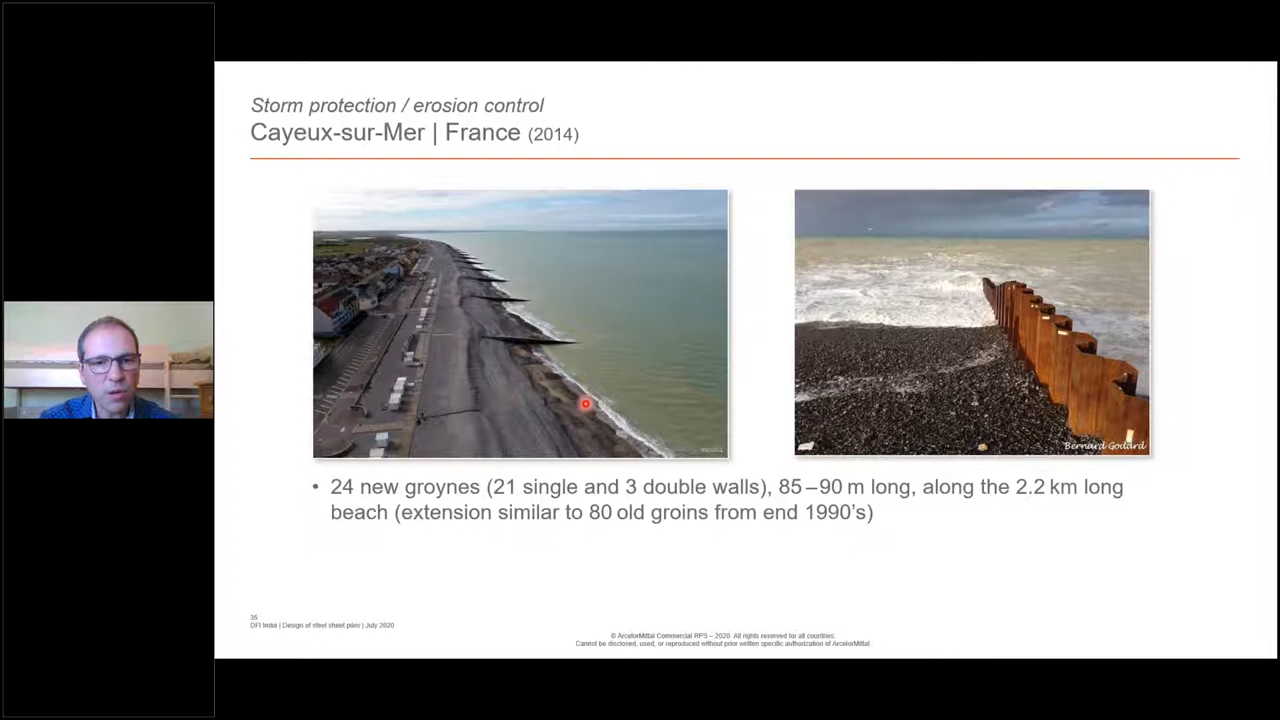 Storm protection / erosion control
Cayeux-sur-Mer | France (2014)
Bernard Godard
• 24 new groynes (21 single and 3 double walls), 85–90 m long, along the 2.2 km long
beach (extension similar to 80 old groins from end 1990's)
35
DFI India | Design of steel sheet piles | July 2020
© ArcelorMittal Commercial RPS – 2020. All rights reserved for all countries.
Cannot be disclosed, used, or reproduced without prior written specific authorization of ArcelorMittal